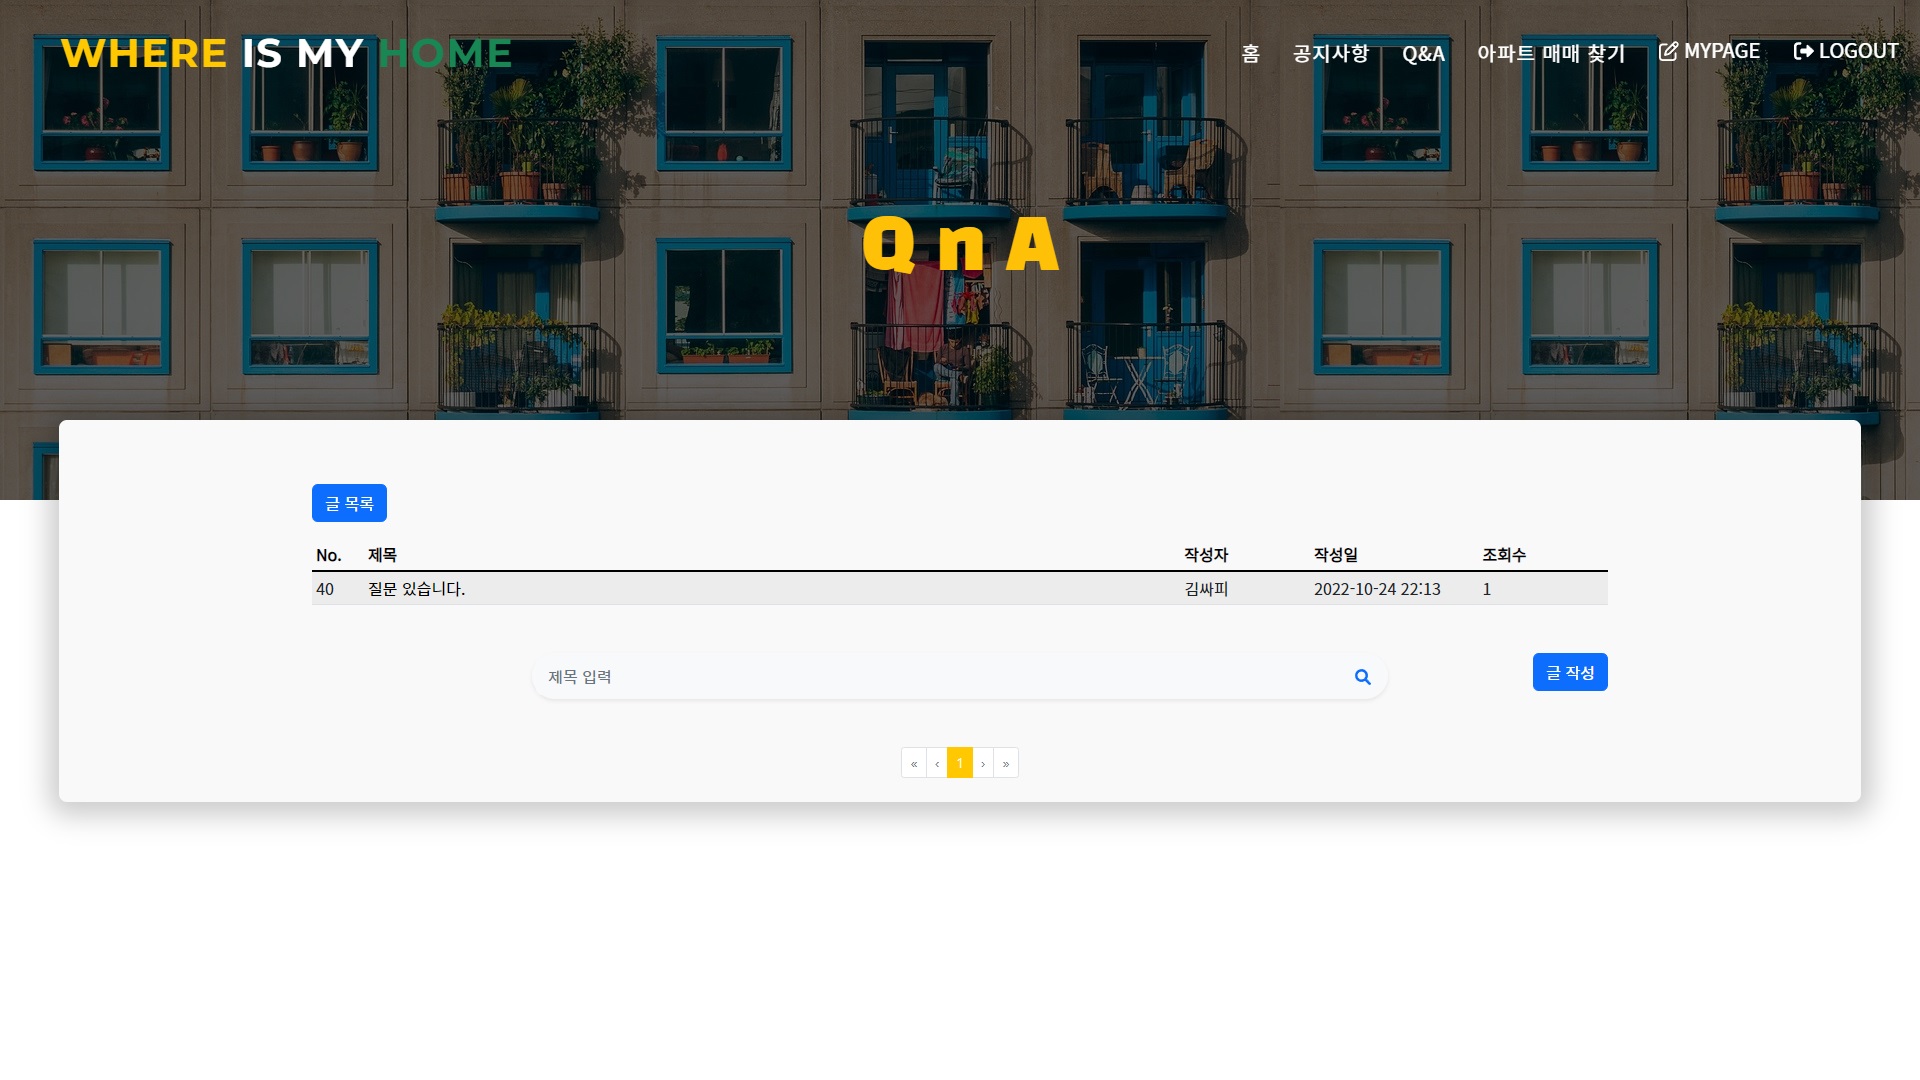 WHERE IS MY HOME
홈 공지사항 Q&A 아파트 매매 찾기 MYPAGE LOGOUT
QnA
글 목록
No. 제목 작성자 작성일 조회수
40 질문 있습니다. 김싸피 2022-10-24 22:13 1
제목 입력
글 작성
« ‹ 1 › »